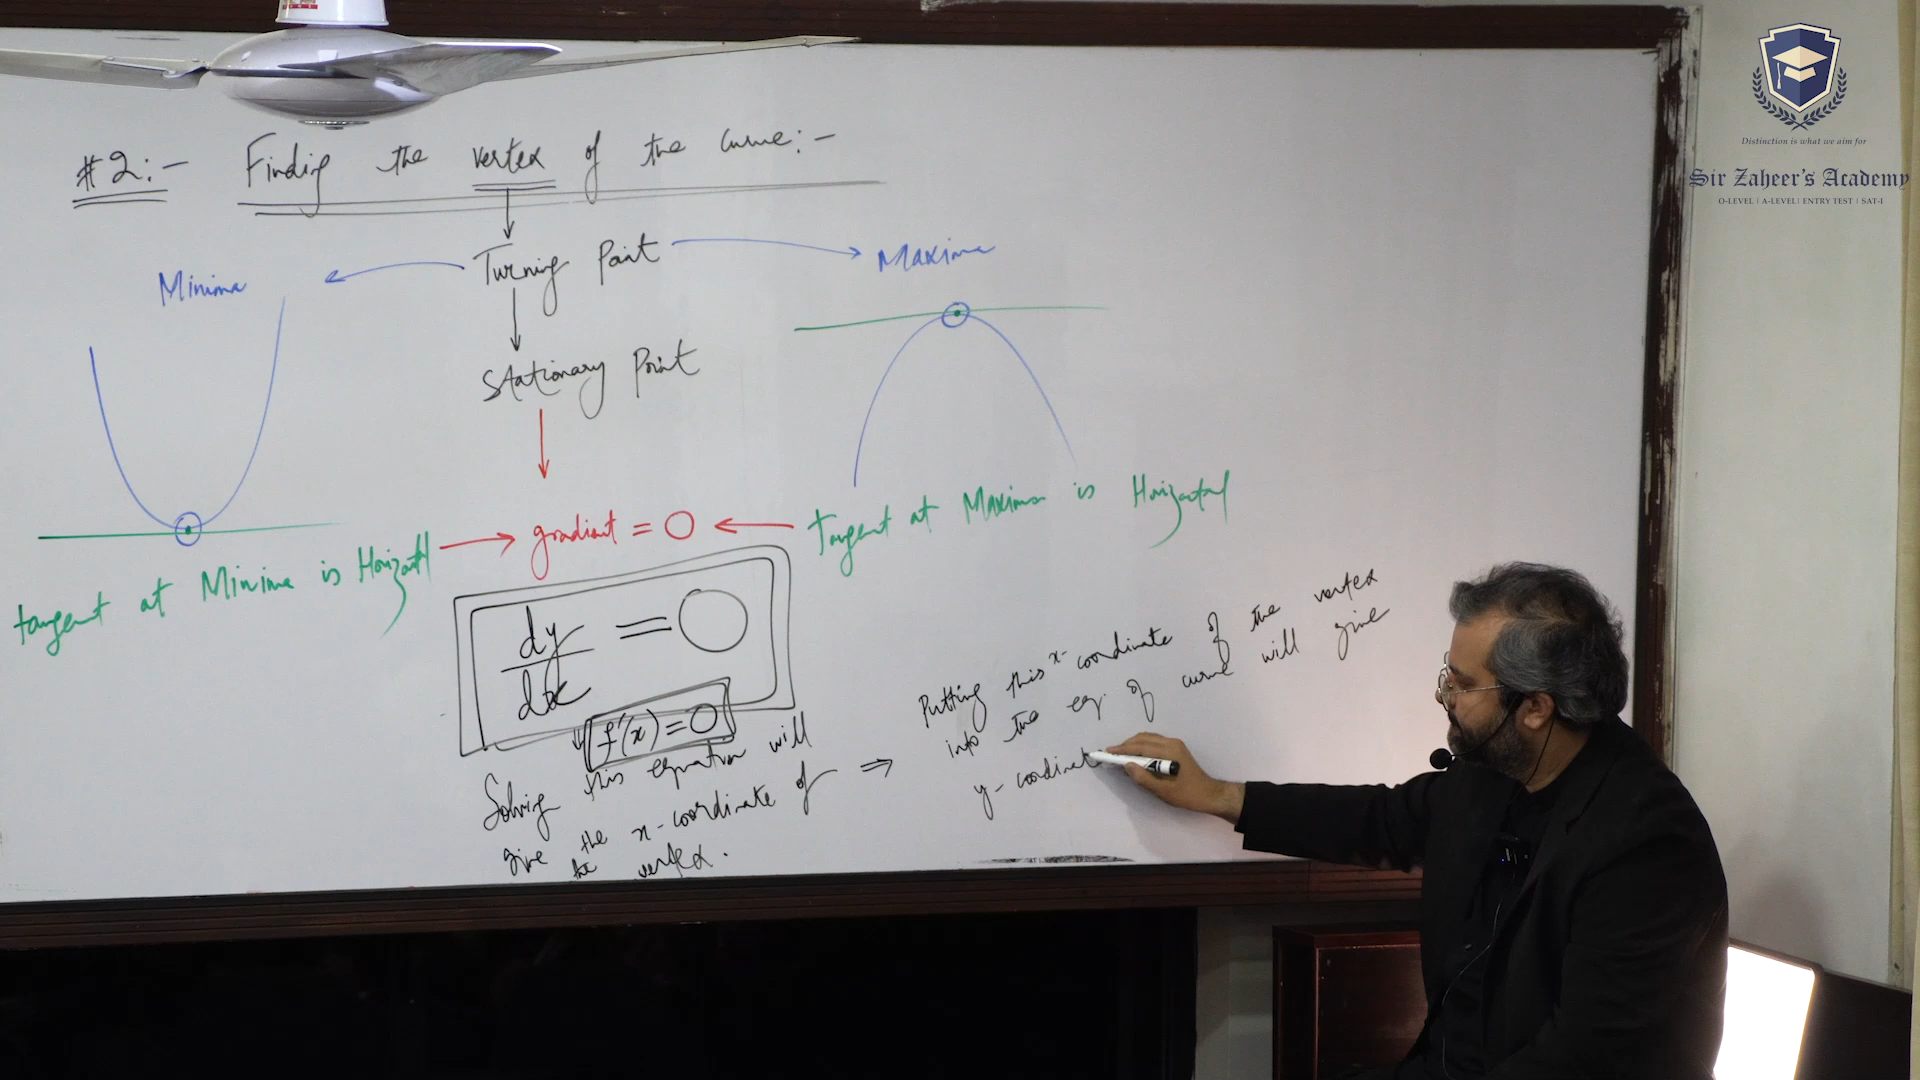 #2:- Finding the vertex of the curve:-
Turning Point
Minima
Maxima
Stationary Point
gradient = 0
tangent at Minima is Horizontal
tangent at Maxima is Horizontal
dy/dx = 0
f'(x) = 0
Solving this equation will
give the x-coordinate of
the vertex.
⇒
Putting this x-coordinate of the vertex
into the eq. of curve will give
y-coordinat
Distinction is what we aim for
Sir Zaheer's Academy
O-LEVEL | A-LEVEL | ENTRY TEST | SAT-I